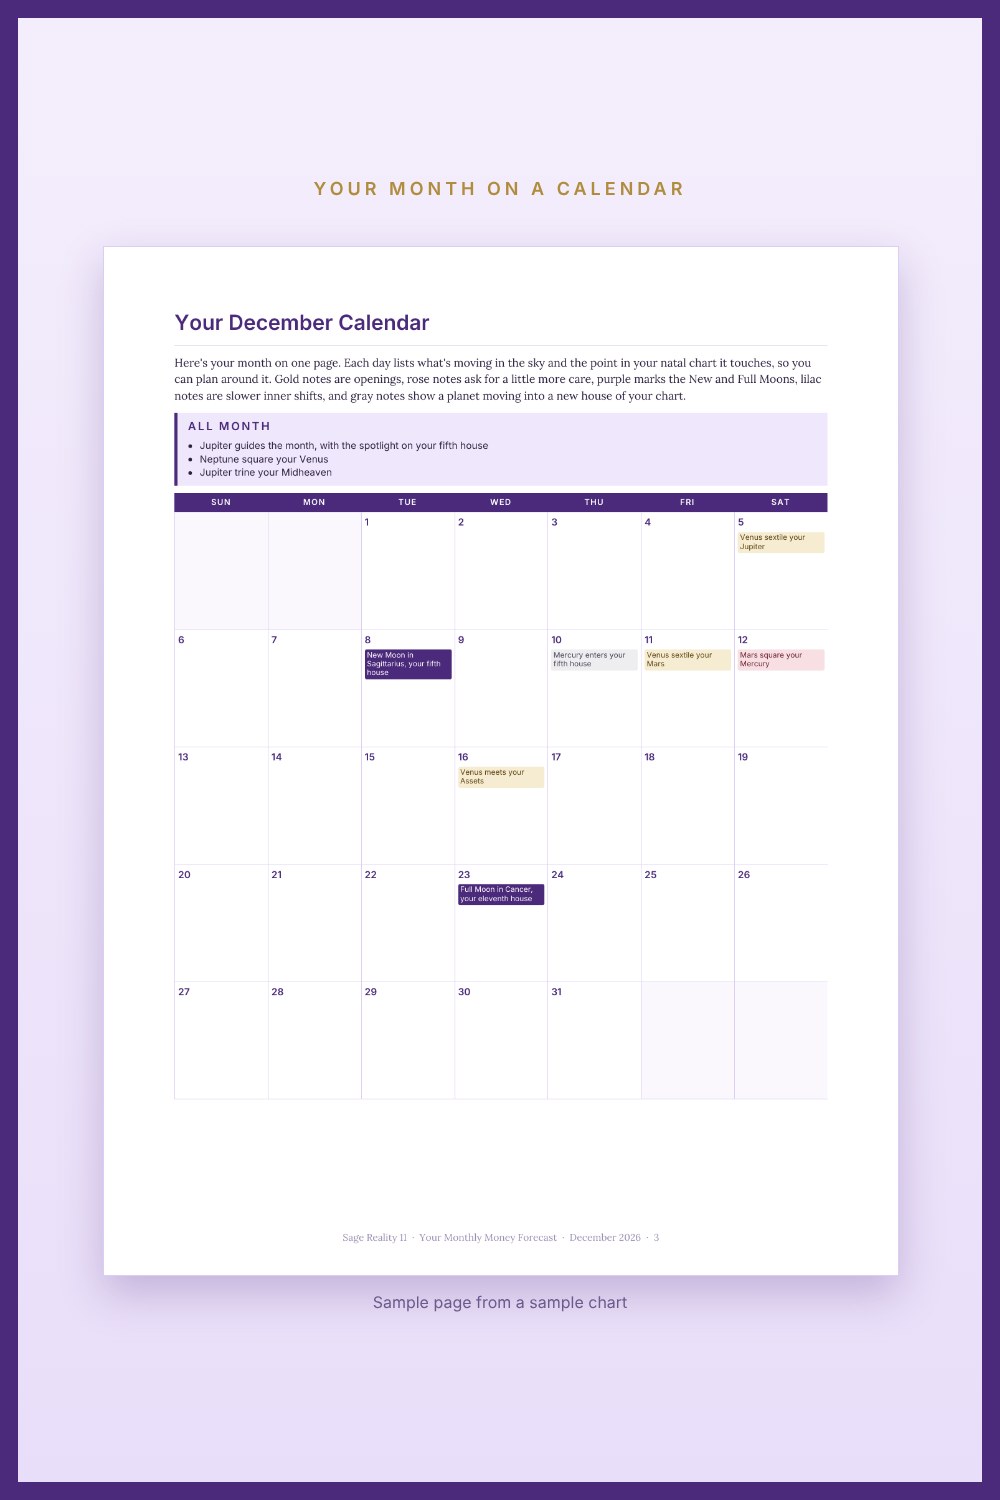 YOUR MONTH ON A CALENDAR
Your December Calendar
Here's your month on one page. Each day lists what's moving in the sky and the point in your natal chart it touches, so you
can plan around it. Gold notes are openings, rose notes ask for a little more care, purple marks the New and Full Moons, lilac
notes are slower inner shifts, and gray notes show a planet moving into a new house of your chart.
ALL MONTH
• Jupiter guides the month, with the spotlight on your fifth house
• Neptune square your Venus
• Jupiter trine your Midheaven
SUN MON TUE WED THU FRI SAT
1 2 3 4 5
Venus sextile your
Jupiter
6 7 8 9 10 11 12
New Moon in
Sagittarius, your fifth
house
Mercury enters your
fifth house
Venus sextile your
Mars
Mars square your
Mercury
13 14 15 16 17 18 19
Venus meets your
Assets
20 21 22 23 24 25 26
Full Moon in Cancer,
your eleventh house
27 28 29 30 31
Sage Reality 11 · Your Monthly Money Forecast · December 2026 · 3
Sample page from a sample chart